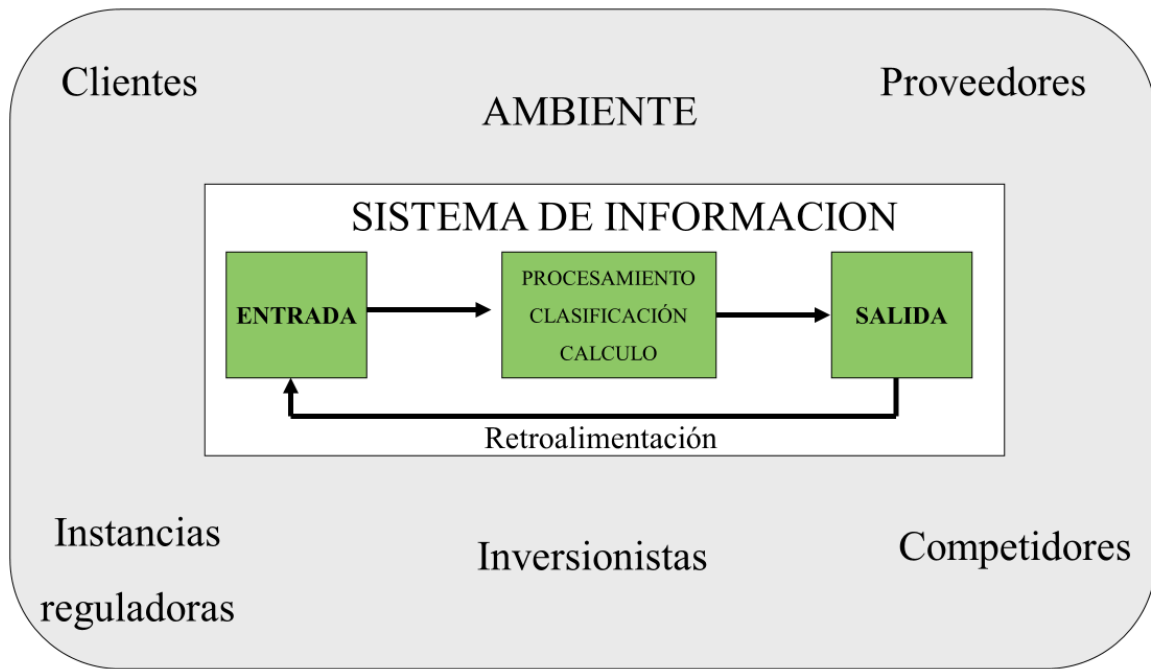 Clientes
Proveedores
AMBIENTE
SISTEMA DE INFORMACION
ENTRADA
PROCESAMIENTO
CLASIFICACIÓN
CALCULO
SALIDA
Retroalimentación
Instancias
reguladoras
Inversionistas
Competidores